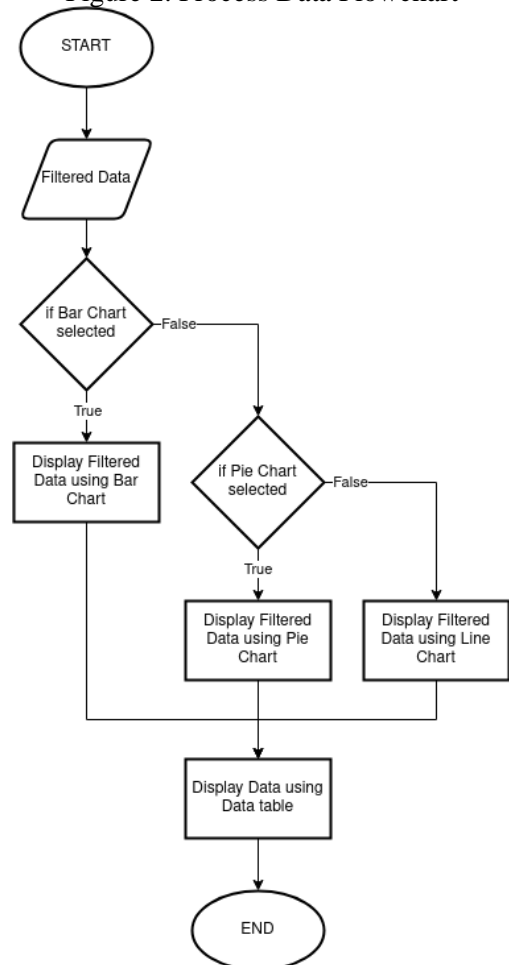 Figure 2. Process Data Flowchart
START
Filtered Data
if Bar Chart
selected
False
True
Display Filtered
Data using Bar
Chart
if Pie Chart
selected
False
True
Display Filtered
Data using Pie
Chart
Display Filtered
Data using Line
Chart
Display Data using
Data table
END